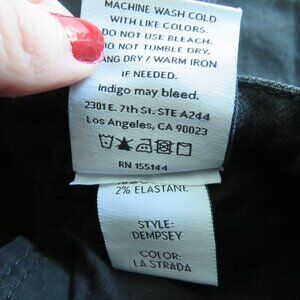 MACHINE WASH COLD
WITH LIKE COLORS.
DO NOT USE BLEACH.
DO NOT TUMBLE DRY.
ANG DRY / WARM IRON
IF NEEDED.
Indigo may bleed.
2301 E. 7th St. STE A244
Los Angeles, CA 90023
RN 155144
2% ELASTANE
STYLE:
DEMPSEY
COLOR:
LA STRADA